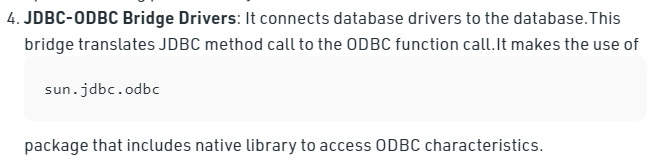 4. JDBC-ODBC Bridge Drivers: It connects database drivers to the database.This
bridge translates JDBC method call to the ODBC function call.It makes the use of
sun.jdbc.odbc
package that includes native library to access ODBC characteristics.